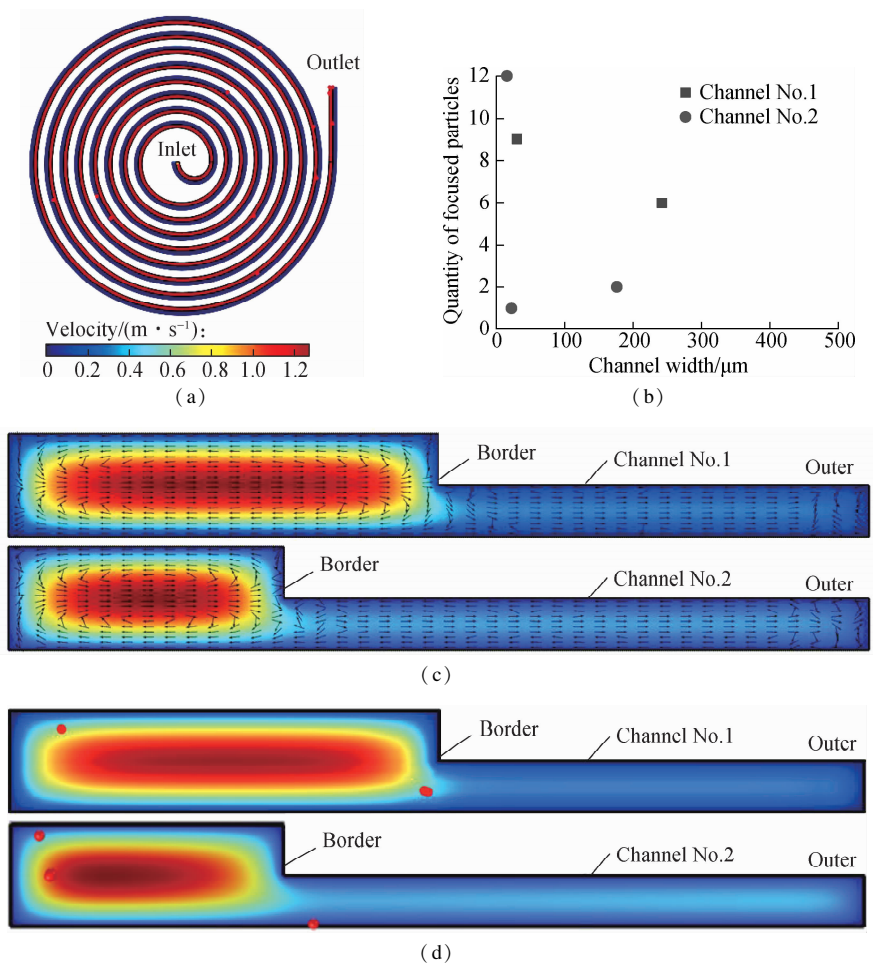 Outlet
Inlet
Velocity/(m · s⁻¹):
0 0.2 0.4 0.6 0.8 1.0 1.2
(a)
Channel No.1
Channel No.2
Quantity of focused particles
12
10
8
6
4
2
0
0 100 200 300 400 500
Channel width/μm
(b)
Border
Channel No.1
Outer
Border
Channel No.2
Outer
(c)
Border
Channcl No.1
Outcr
Border
Channel No.2
Outer
(d)